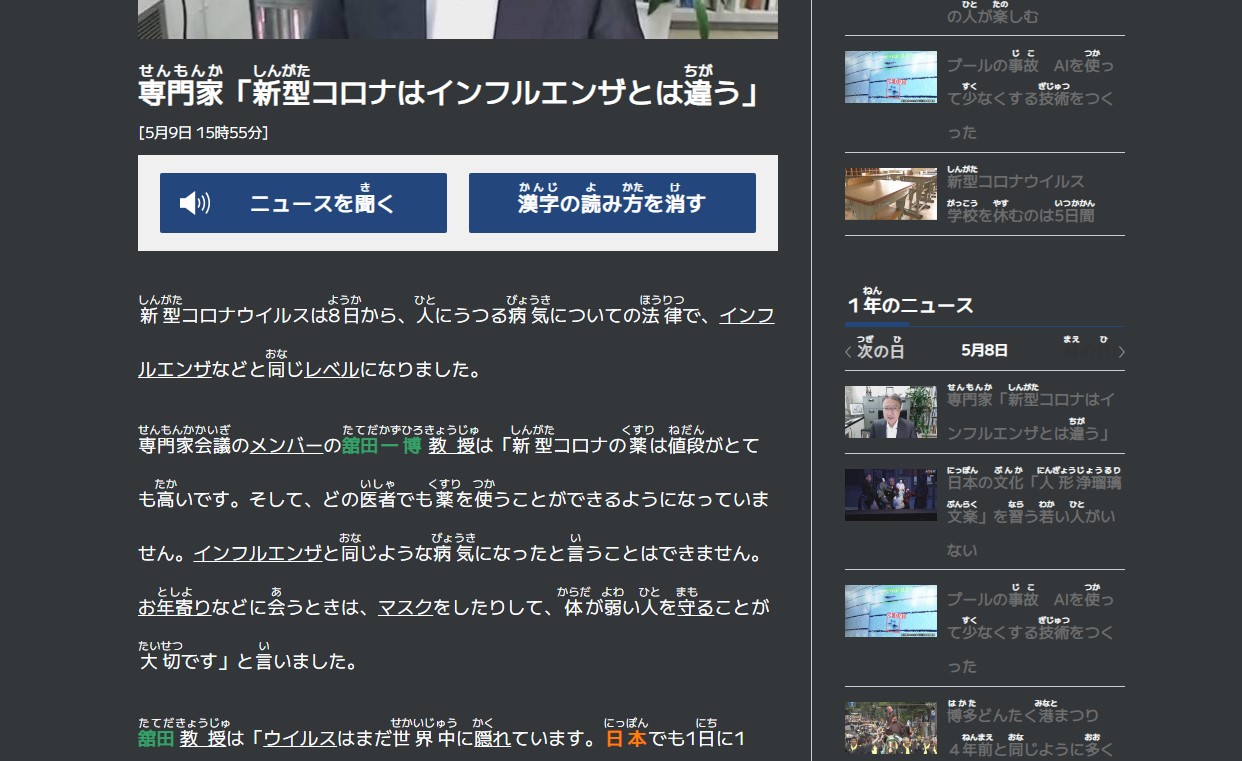 専門家「新型コロナはインフルエンザとは違う」
[5月9日 15時55分]
ニュースを聞く
漢字の読み方を消す
新型コロナウイルスは8日から、人にうつる病気についての法律で、インフ
ルエンザなどと同じレベルになりました。
専門家会議のメンバーの舘田一博教授は「新型コロナの薬は値段がとて
も高いです。そして、どの医者でも薬を使うことができるようになっていま
せん。インフルエンザと同じような病気になったと言うことはできません。
お年寄りなどに会うときは、マスクをしたりして、体が弱い人を守ることが
大切です」と言いました。
舘田教授は「ウイルスはまだ世界中に隠れています。日本でも1日に1
の人が楽しむ
プールの事故 AIを使っ
て少なくする技術をつく
った
新型コロナウイルス
学校を休むのは5日間
1年のニュース
次の日
5月8日
専門家「新型コロナはイ
ンフルエンザとは違う」
日本の文化「人形浄瑠璃
文楽」を習う若い人がい
ない
プールの事故 AIを使っ
て少なくする技術をつく
った
博多どんたく港まつり
4年前と同じように多く